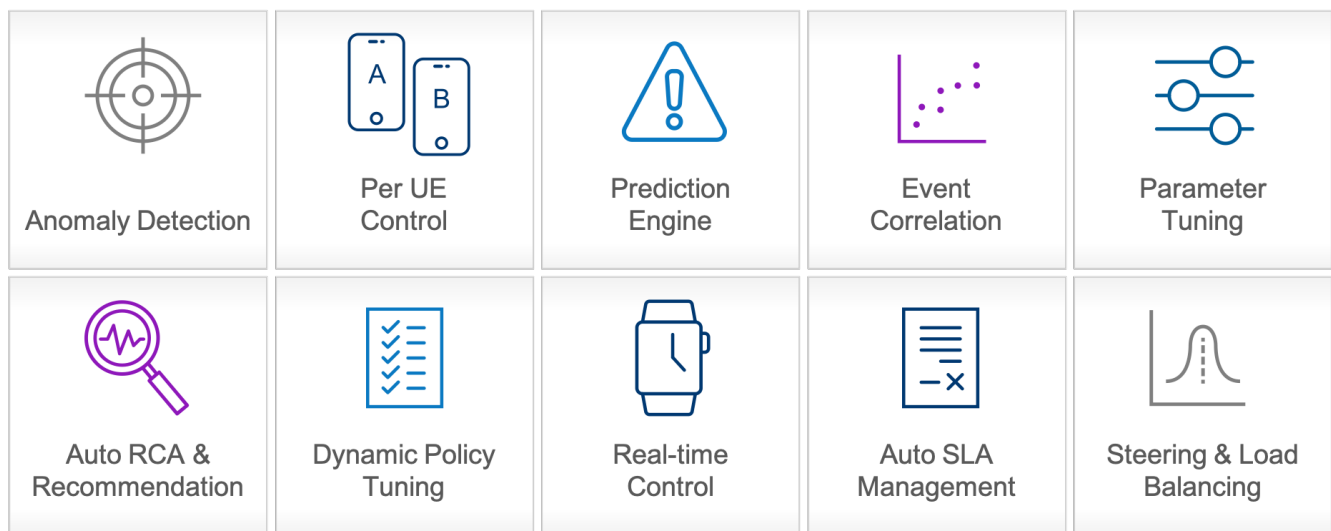 A
B
Anomaly Detection
Per UE
Control
Prediction
Engine
Event
Correlation
Parameter
Tuning
Auto RCA &
Recommendation
Dynamic Policy
Tuning
Real-time
Control
Auto SLA
Management
Steering & Load
Balancing